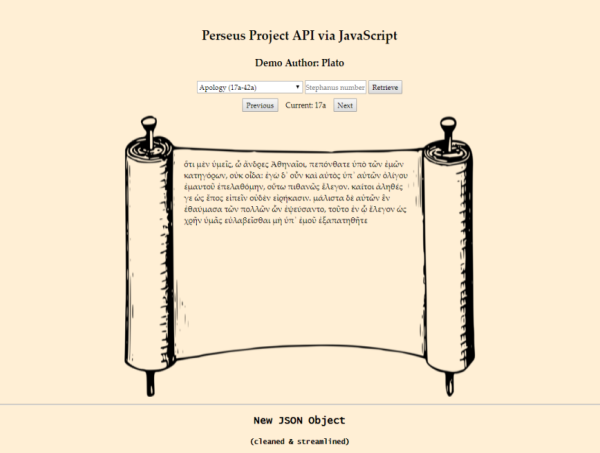 Perseus Project API via JavaScript
Demo Author: Plato
Apology (17a-42a) Stephanus number Retrieve
Previous Current: 17a Next
ὅτι μὲν ὑμεῖς, ὦ ἄνδρες Ἀθηναῖοι, πεπόνθατε ὑπὸ τῶν ἐμῶν
κατηγόρων, οὐκ οἶδα: ἐγὼ δ᾽ οὖν καὶ αὐτὸς ὑπ᾽ αὐτῶν ὀλίγου
ἐμαυτοῦ ἐπελαθόμην, οὕτω πιθανῶς ἔλεγον. καίτοι ἀληθές
γε ὡς ἔπος εἰπεῖν οὐδὲν εἰρήκασιν. μάλιστα δὲ αὐτῶν ἓν
ἐθαύμασα τῶν πολλῶν ὧν ἐψεύσαντο, τοῦτο ἐν ᾧ ἔλεγον ὡς
χρῆν ὑμᾶς εὐλαβεῖσθαι μὴ ὑπ᾽ ἐμοῦ ἐξαπατηθῆτε
New JSON Object
(cleaned & streamlined)